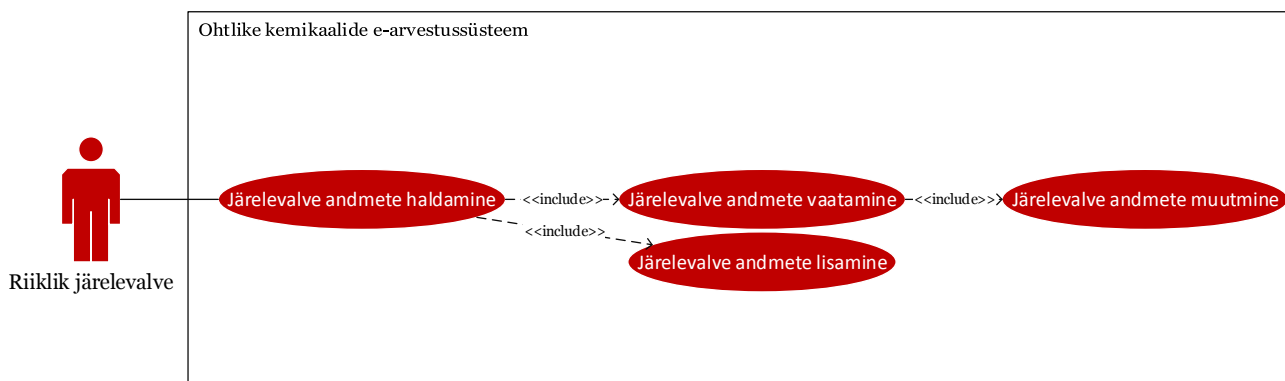 Ohtlike kemikaalide e-arvestussüsteem
Järelevalve andmete haldamine
<<include>>
Järelevalve andmete vaatamine
<<include>>
Järelevalve andmete muutmine
<<include>>
Järelevalve andmete lisamine
Riiklik järelevalve